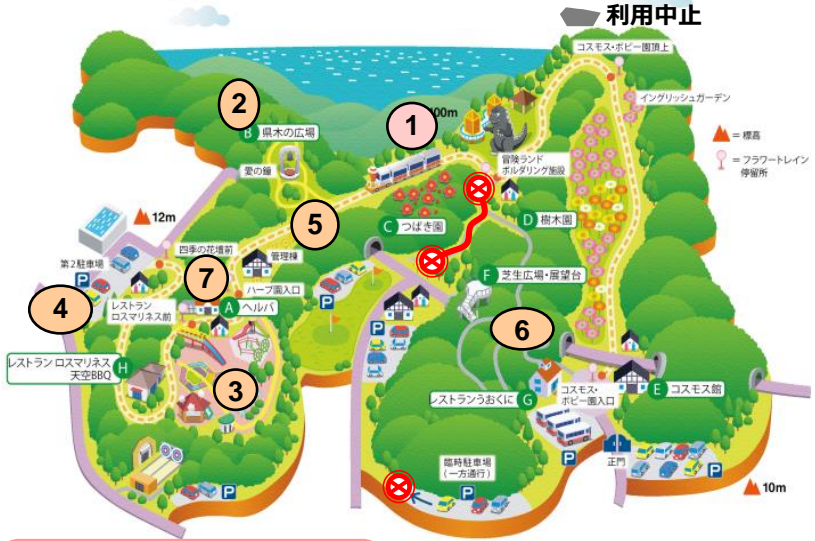 利用中止
コスモス・ポピー園頂上
イングリッシュガーデン
= 標高
= フラワートレイン
停留所
2
B 県木の広場
1
00m
愛の鐘
冒険ランド
ボルダリング施設
12m
5
C つばき園
D 樹木園
四季の花壇前
管理棟
第2駐車場
7
ハーブ園入口
F 芝生広場・展望台
P
4
レストラン
ロスマリネス前
A ヘルバ
P
P
6
レストラン ロスマリネス
天空BBQ
H
3
レストランうおくに G
コスモス・
ポピー園入口
E コスモス館
臨時駐車場
(一方通行)
P
P
正門
P
P
10m